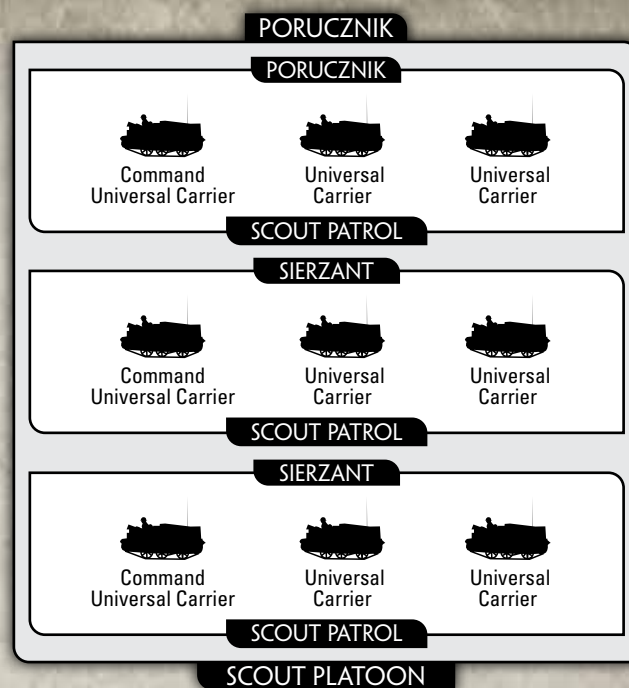 PORUCZNIK
PORUCZNIK
Command
Universal Carrier
Universal
Carrier
Universal
Carrier
SCOUT PATROL
SIERZANT
Command
Universal Carrier
Universal
Carrier
Universal
Carrier
SCOUT PATROL
SIERZANT
Command
Universal Carrier
Universal
Carrier
Universal
Carrier
SCOUT PATROL
SCOUT PLATOON